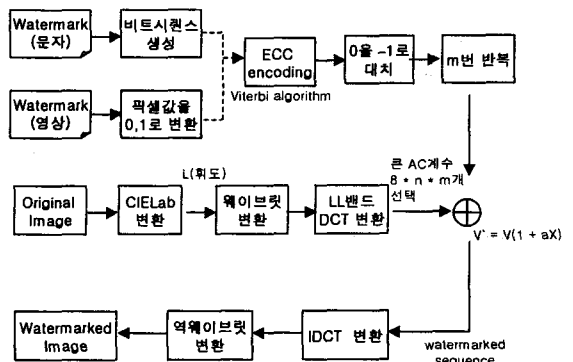 Watermark
(문자)
비트시퀀스
생성
ECC
encoding
Viterbi algorithm
0을 -1로
대치
m번 반복
Watermark
(영상)
픽셀값을
0,1로 변환
Original
Image
CIELab
변환
L(휘도)
웨이브릿
변환
LL밴드
DCT 변환
큰 AC계수
8 * n * m개
선택
V' = V(1 + aX)
Watermarked
Image
역웨이브릿
변환
IDCT 변환
watermarked
sequence